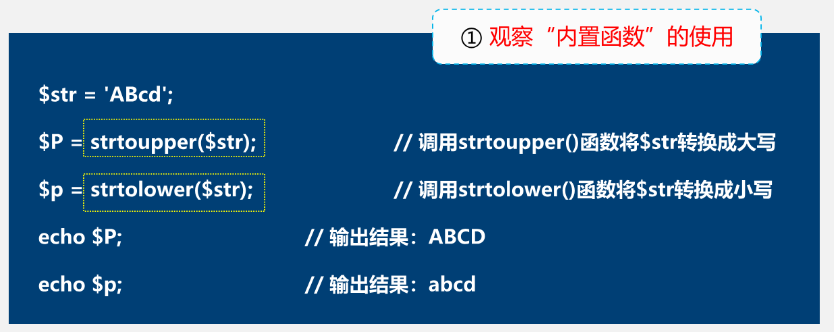 ① 观察“内置函数”的使用
$str = 'ABcd';
$P = strtoupper($str); // 调用strtoupper()函数将$str转换成大写
$p = strtolower($str); // 调用strtolower()函数将$str转换成小写
echo $P; // 输出结果：ABCD
echo $p; // 输出结果：abcd